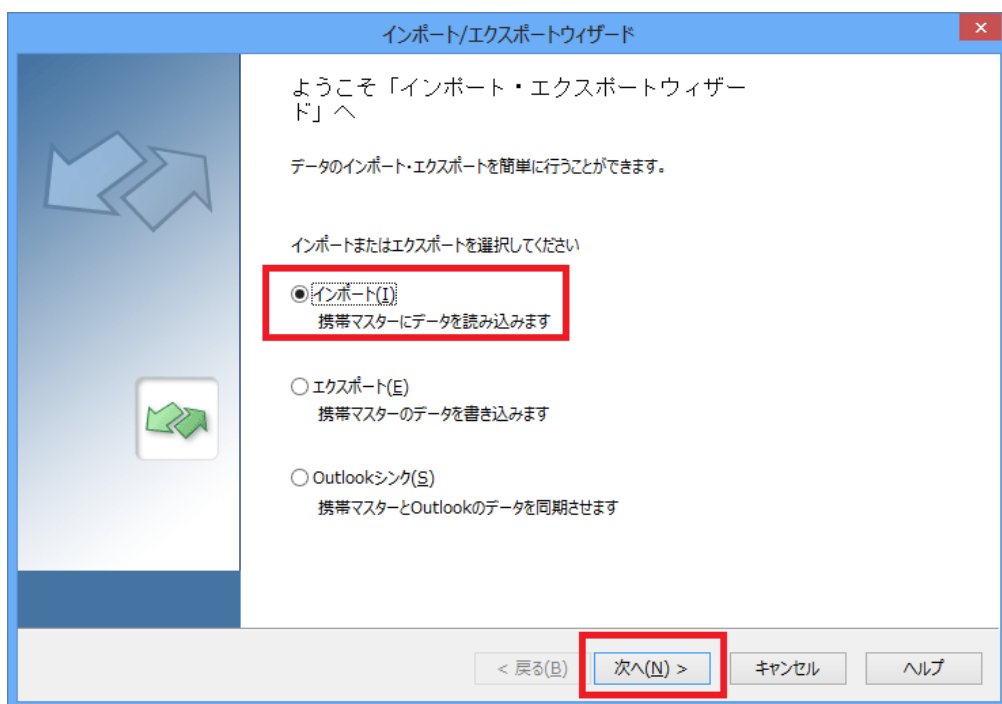 インポート/エクスポートウィザード
ようこそ「インポート・エクスポートウィザー
ド」へ
データのインポート・エクスポートを簡単に行うことができます。
インポートまたはエクスポートを選択してください
インポート(I)
携帯マスターにデータを読み込みます
エクスポート(E)
携帯マスターのデータを書き込みます
Outlookシンク(S)
携帯マスターとOutlookのデータを同期させます
< 戻る(B) 次へ(N) > キャンセル ヘルプ